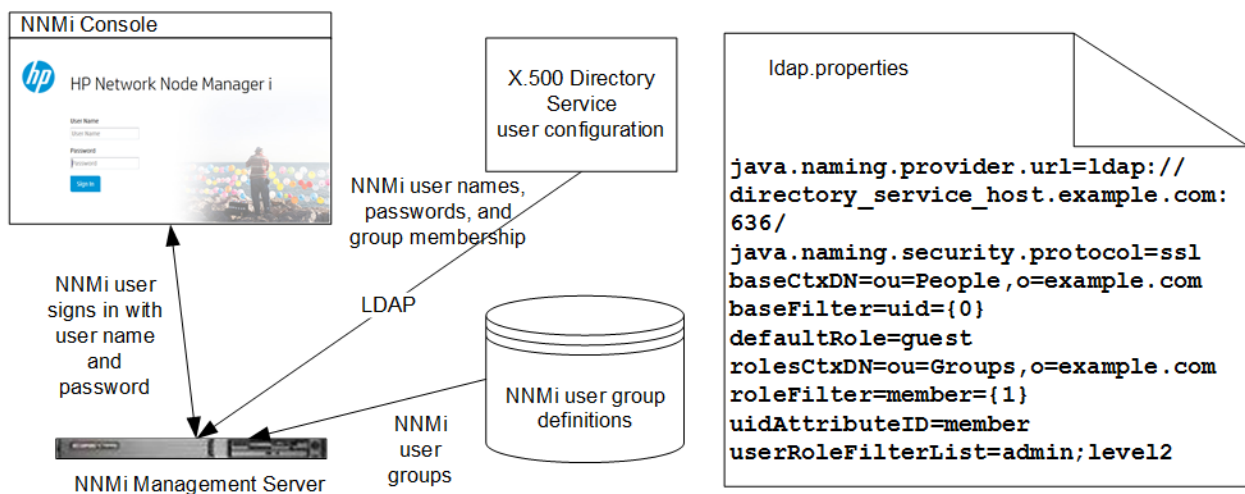 NNMi Console
hp
HP Network Node Manager i
User Name
User Name
Password
Password
Sign In
NNMi user
signs in with
user name
and
password
NNMi Management Server
X.500 Directory
Service
user configuration
NNMi user names,
passwords, and
group membership
LDAP
NNMi user group
definitions
NNMi
user
groups
ldap.properties
java.naming.provider.url=ldap://
directory_service_host.example.com:
636/
java.naming.security.protocol=ssl
baseCtxDN=ou=People,o=example.com
baseFilter=uid={0}
defaultRole=guest
rolesCtxDN=ou=Groups,o=example.com
roleFilter=member={1}
uidAttributeID=member
userRoleFilterList=admin;level2